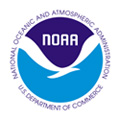 NATIONAL OCEANIC AND ATMOSPHERIC ADMINISTRATION
NOAA
U.S. DEPARTMENT OF COMMERCE